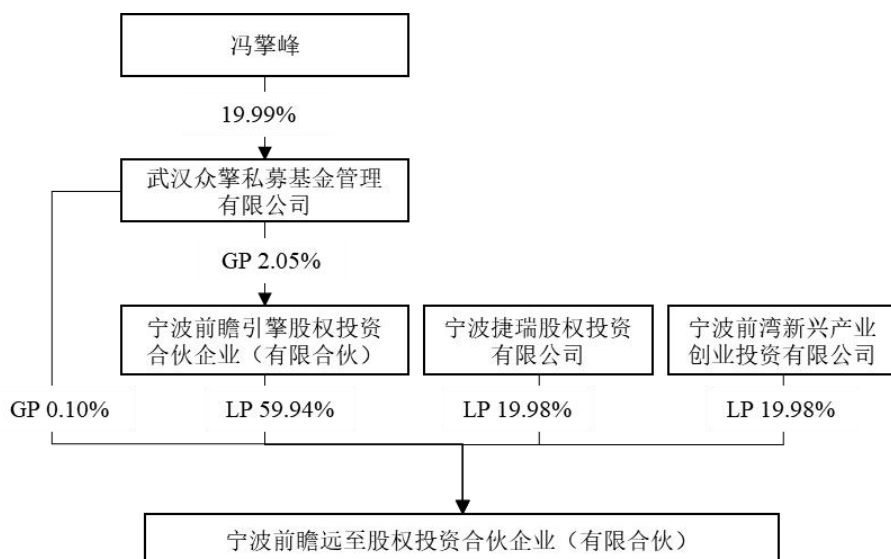 冯擎峰
19.99%
武汉众擎私募基金管理
有限公司
GP 2.05%
宁波前瞻引擎股权投资
合伙企业（有限合伙）
宁波捷瑞股权投资
有限公司
宁波前湾新兴产业
创业投资有限公司
GP 0.10%
LP 59.94%
LP 19.98%
LP 19.98%
宁波前瞻远至股权投资合伙企业（有限合伙）